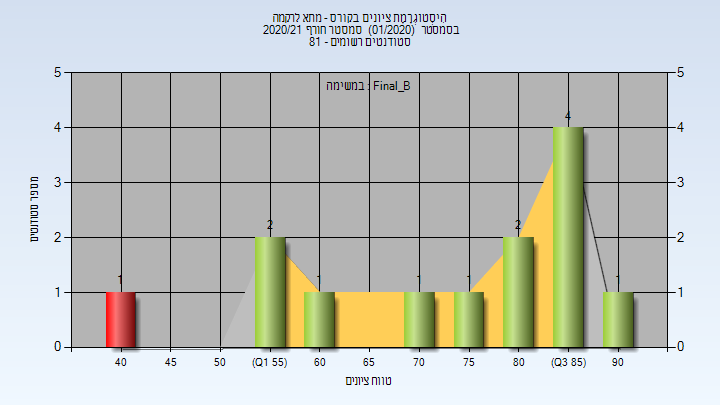 היסטוגרמת ציונים בקורס - מתא לרקמה
בסמסטר (01/2020) סמסטר חורף 2020/21
סטודנטים רשומים - 81
במשימה : Final_B
מספר סטודנטים
5 5
4 4
3 3
2 2
1 1
0 0
1 2 1 1 1 2 4 1
40 45 50 (Q1 55) 60 65 70 75 80 (Q3 85) 90
טווח ציונים